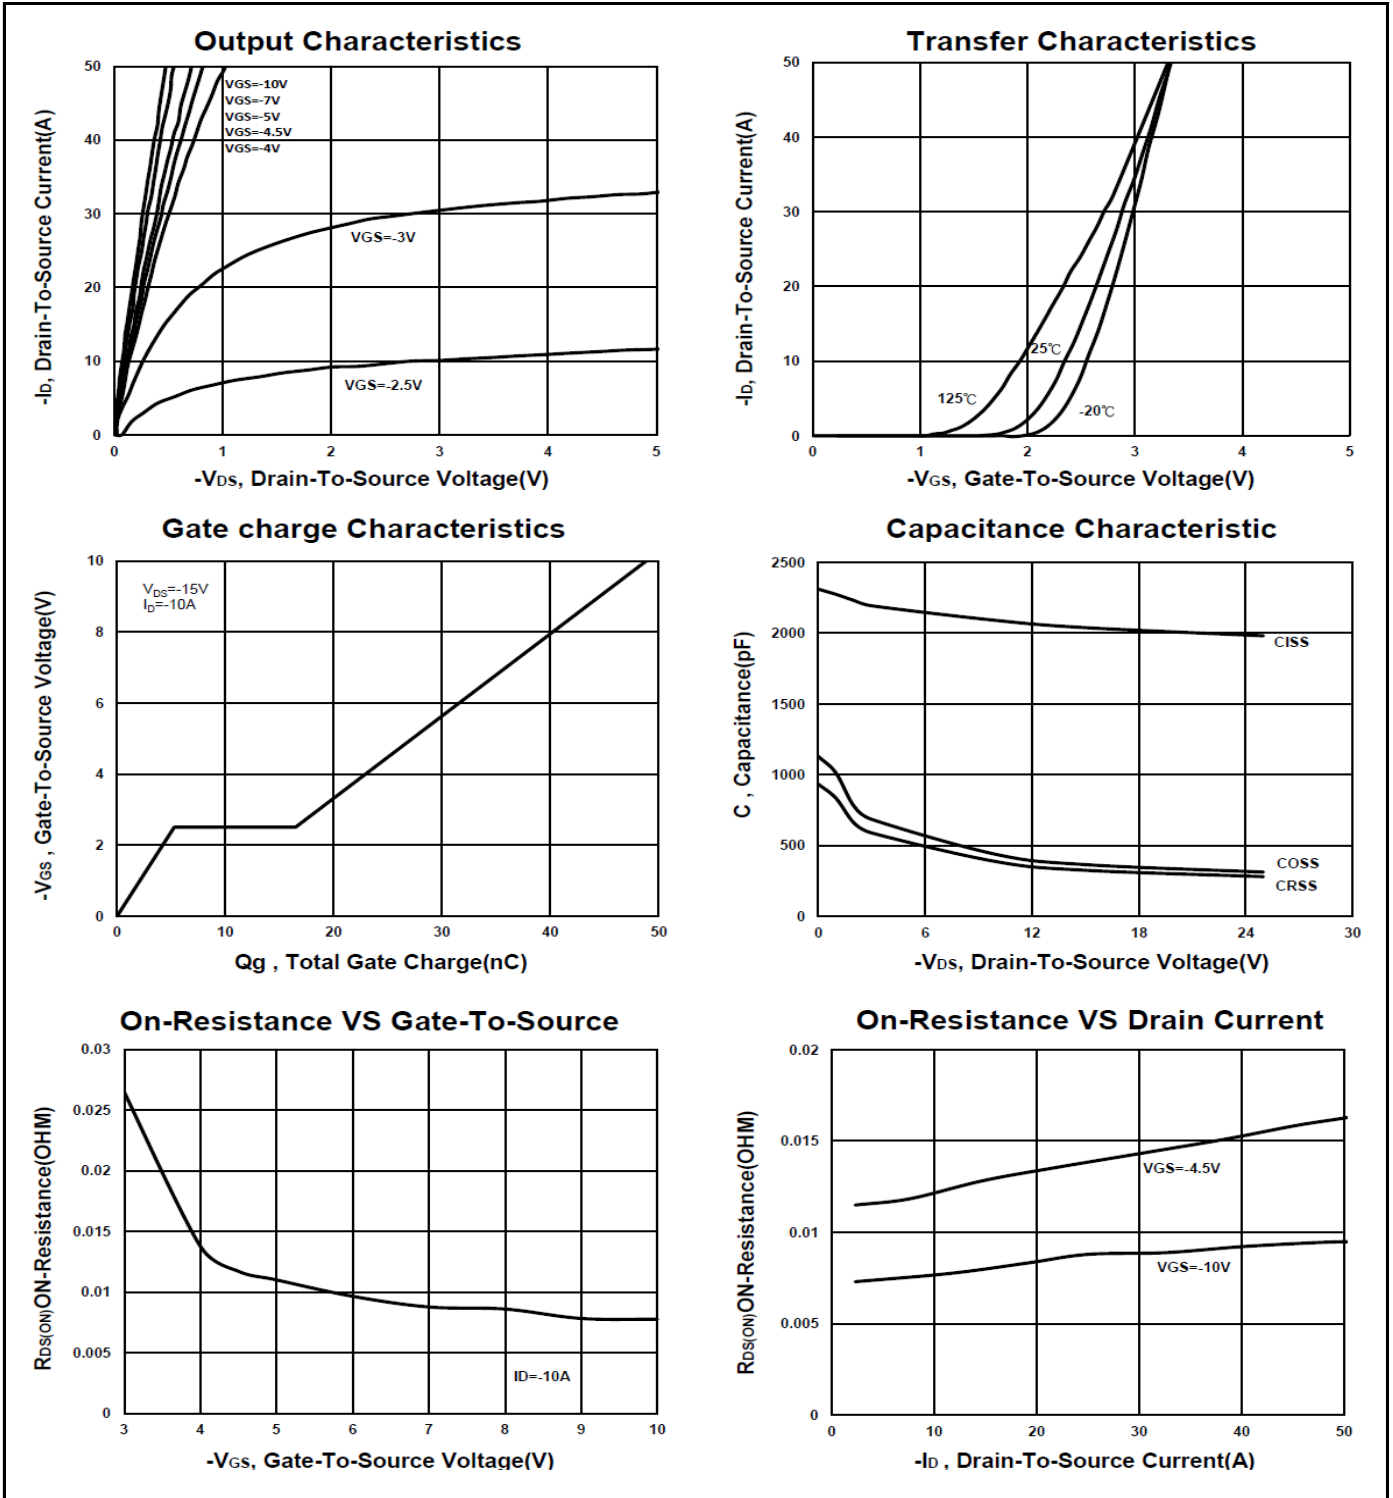 Output Characteristics
-ID, Drain-To-Source Current(A)
50
40
30
20
10
0
VGS=-10V
VGS=-7V
VGS=-5V
VGS=-4.5V
VGS=-4V
VGS=-3V
VGS=-2.5V
0 1 2 3 4 5
-VDS, Drain-To-Source Voltage(V)
Transfer Characteristics
-ID, Drain-To-Source Current(A)
50
40
30
20
10
0
25℃
125℃
-20℃
0 1 2 3 4 5
-VGS, Gate-To-Source Voltage(V)
Gate charge Characteristics
-VGS , Gate-To-Source Voltage(V)
10
8
6
4
2
0
VDS=-15V
ID=-10A
0 10 20 30 40 50
Qg , Total Gate Charge(nC)
Capacitance Characteristic
C , Capacitance(pF)
2500
2000
1500
1000
500
0
CISS
COSS
CRSS
0 6 12 18 24 30
-VDS, Drain-To-Source Voltage(V)
On-Resistance VS Gate-To-Source
RDS(ON)ON-Resistance(OHM)
0.03
0.025
0.02
0.015
0.01
0.005
0
ID=-10A
3 4 5 6 7 8 9 10
-VGS, Gate-To-Source Voltage(V)
On-Resistance VS Drain Current
RDS(ON)ON-Resistance(OHM)
0.02
0.015
0.01
0.005
0
VGS=-4.5V
VGS=-10V
0 10 20 30 40 50
-ID , Drain-To-Source Current(A)